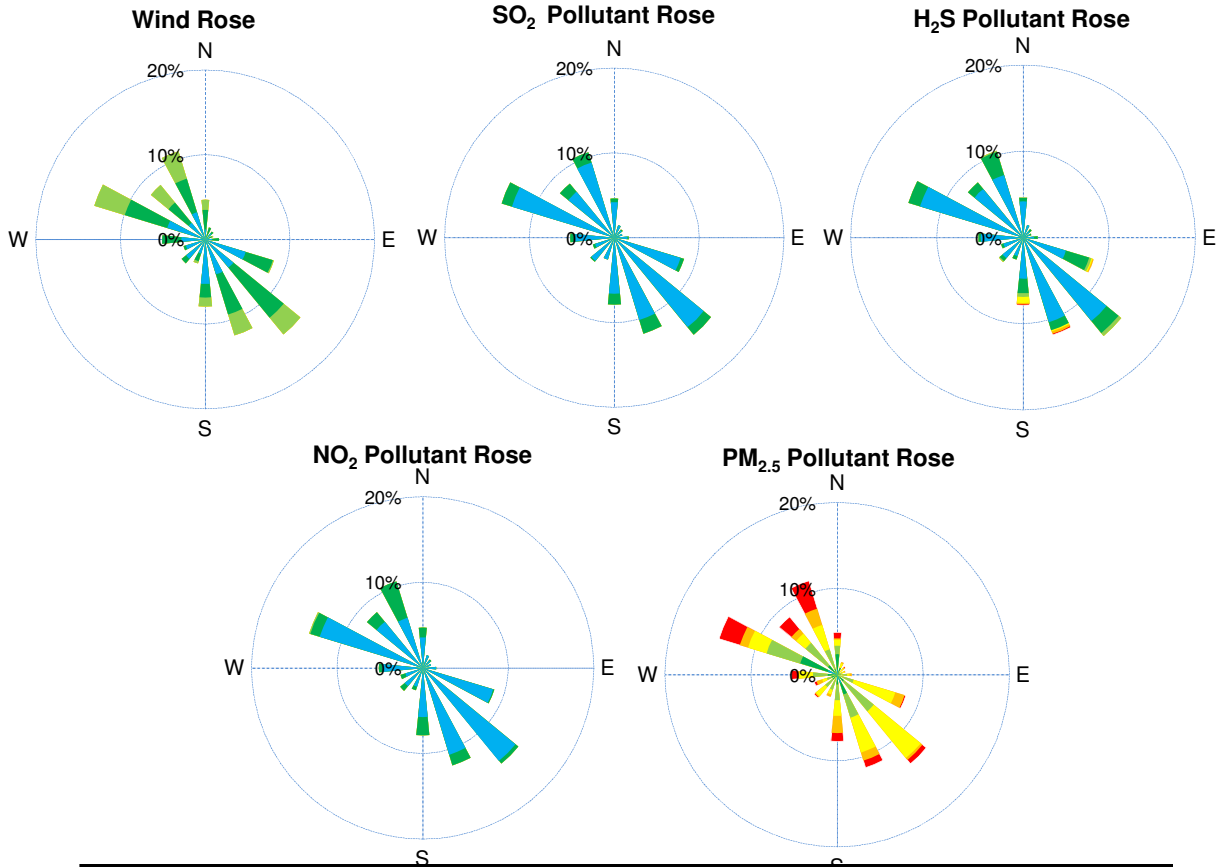 Wind Rose
N
20%
10%
0%
W
E
S
SO2 Pollutant Rose
N
20%
10%
0%
W
E
S
H2S Pollutant Rose
N
20%
10%
0%
W
E
S
NO2 Pollutant Rose
N
20%
10%
0%
W
E
S
PM2.5 Pollutant Rose
N
20%
10%
0%
W
E
S